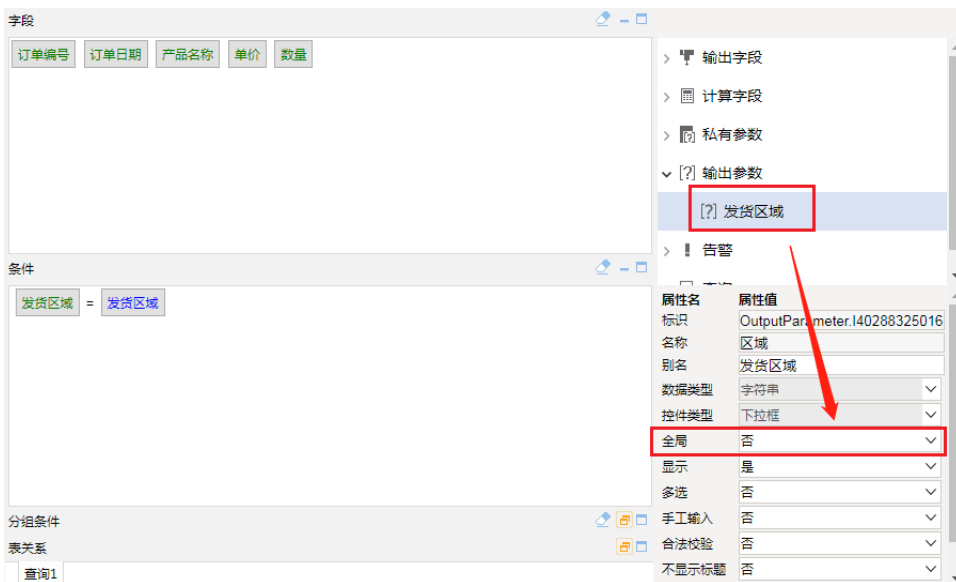 字段
订单编号 订单日期 产品名称 单价 数量
条件
发货区域 = 发货区域
分组条件
表关系
查询1
输出字段
计算字段
私有参数
[?] 输出参数
[?] 发货区域
告警
属性名 属性值
标识 OutputParameter.I40288325016
名称 区域
别名 发货区域
数据类型 字符串
控件类型 下拉框
全局 否
显示 是
多选 否
手工输入 否
合法校验 否
不显示标题 否